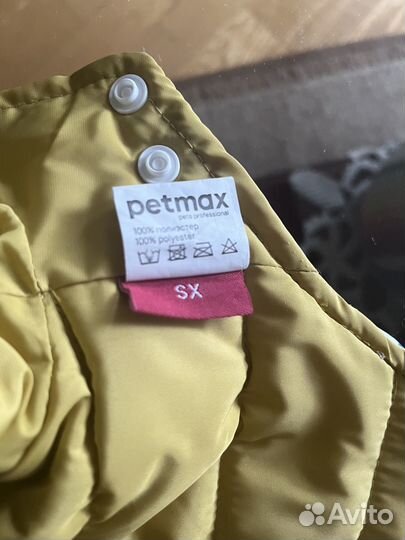 petmax
pets professional
100% полиэстер
100% polyester
SX
Avito